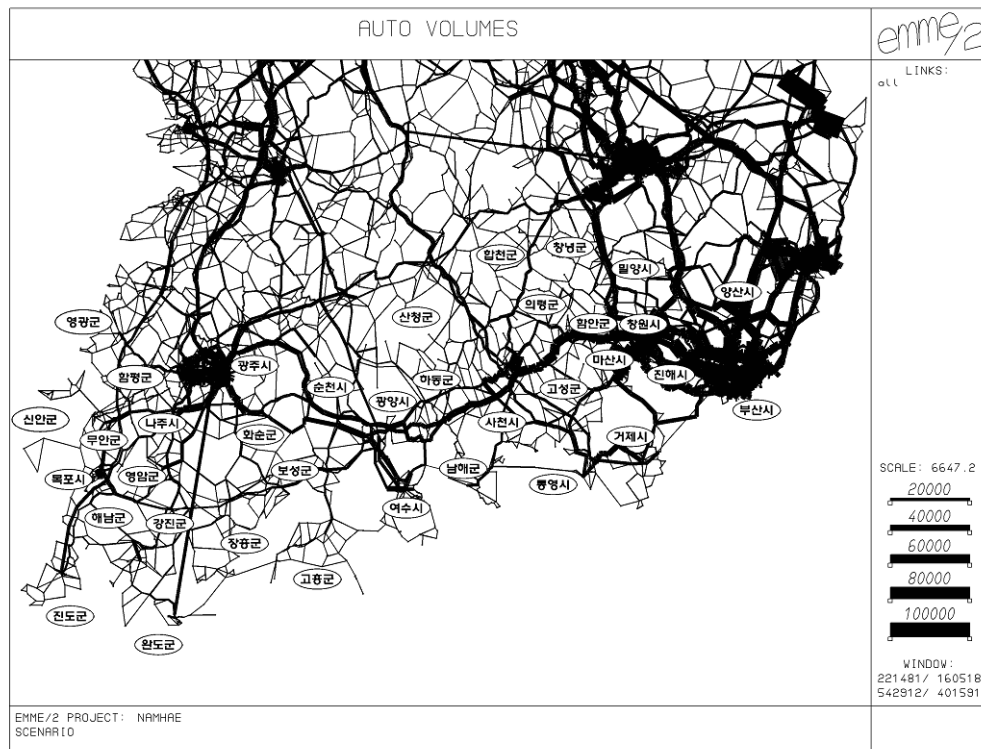 AUTO VOLUMES
emme/2
LINKS:
all
합천군
창녕군
밀양시
양산시
의령군
산청군
함안군
창원시
영광군
마산시
진해시
함평군
광주시
순천시
하동군
광양시
고성군
부산시
신안군
나주시
사천시
무안군
화순군
거제시
목포시
영암군
보성군
남해군
통영시
여수시
해남군
강진군
장흥군
고흥군
진도군
완도군
SCALE: 6647.2
20000
40000
60000
80000
100000
WINDOW:
221481/ 160518
542912/ 401591
EMME/2 PROJECT: NAMHAE
SCENARIO